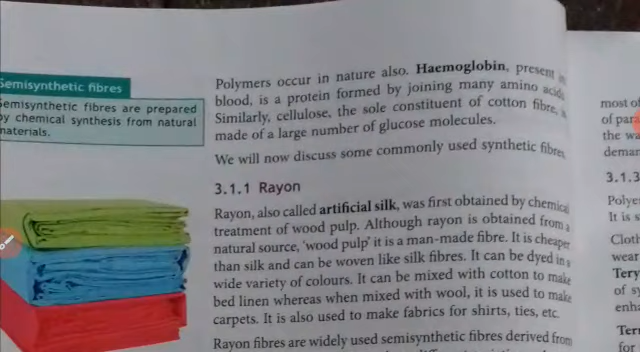 Semisynthetic fibres
Semisynthetic fibres are prepared
by chemical synthesis from natural
materials.
Polymers occur in nature also. Haemoglobin, present in
blood, is a protein formed by joining many amino acids
Similarly, cellulose, the sole constituent of cotton fibre, is
made of a large number of glucose molecules.
We will now discuss some commonly used synthetic fibres
3.1.1 Rayon
Rayon, also called artificial silk, was first obtained by chemical
treatment of wood pulp. Although rayon is obtained from a
natural source, 'wood pulp' it is a man-made fibre. It is cheaper
than silk and can be woven like silk fibres. It can be dyed in a
wide variety of colours. It can be mixed with cotton to make
bed linen whereas when mixed with wool, it is used to make
carpets. It is also used to make fabrics for shirts, ties, etc.
Rayon fibres are widely used semisynthetic fibres derived from
most of
of para
the wa
deman
3.1.3
Polye
It is s
Cloth
wear
Tery
of sy
enha
Tere
for